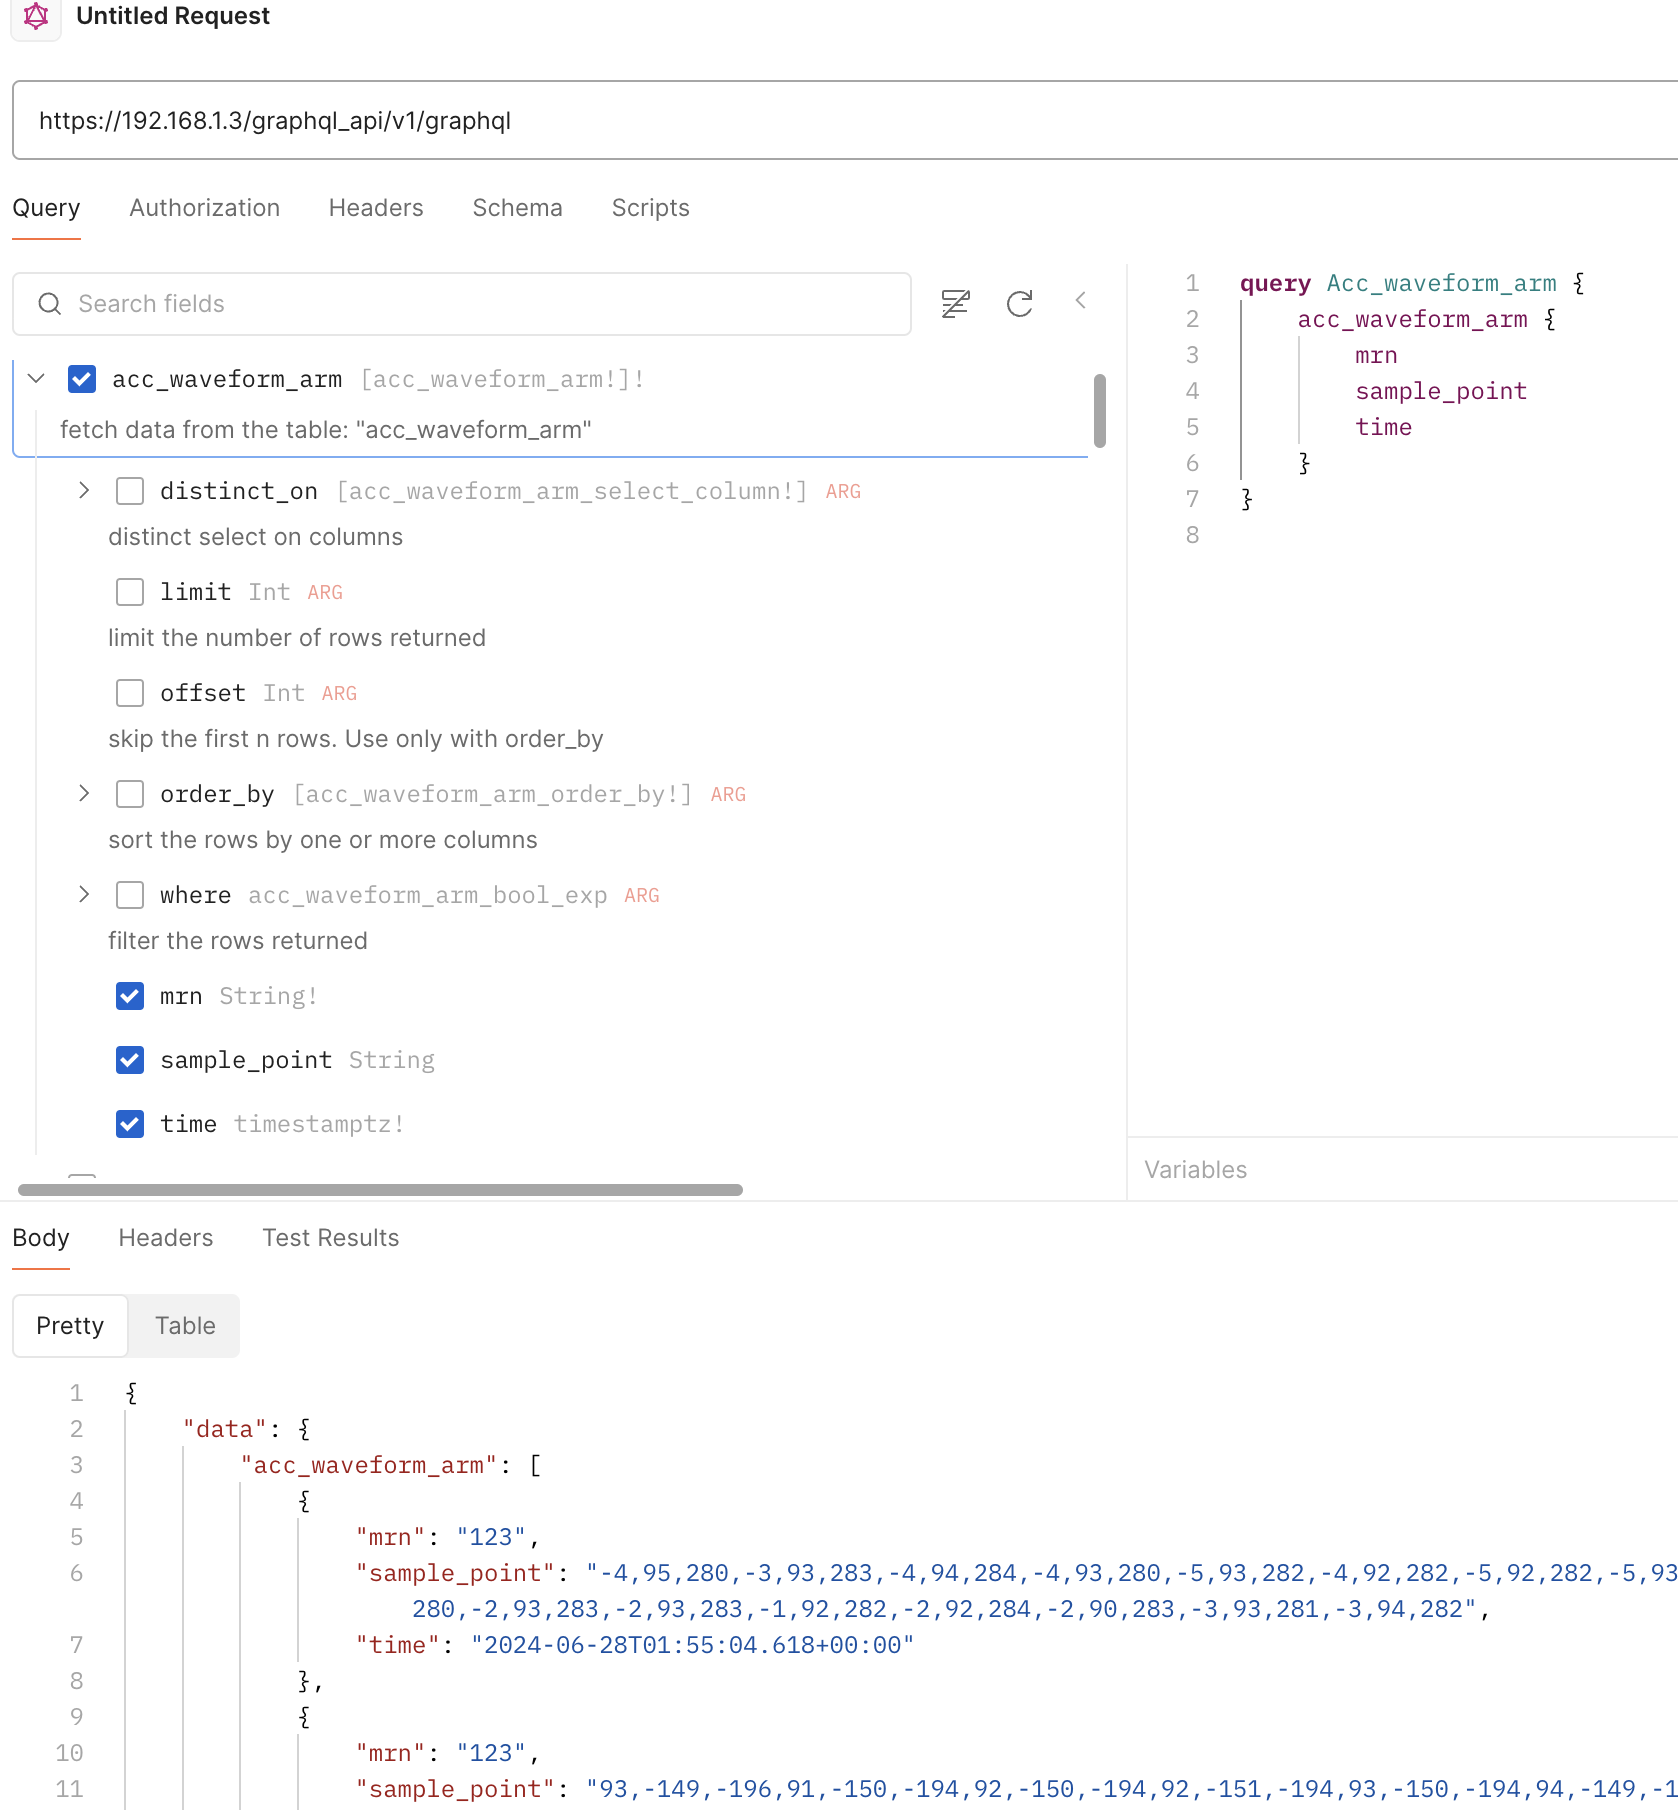 Untitled Request
https://192.168.1.3/graphql_api/v1/graphql
Query Authorization Headers Schema Scripts
Search fields
acc_waveform_arm [acc_waveform_arm!]!
fetch data from the table: "acc_waveform_arm"
distinct_on [acc_waveform_arm_select_column!] ARG
distinct select on columns
limit Int ARG
limit the number of rows returned
offset Int ARG
skip the first n rows. Use only with order_by
order_by [acc_waveform_arm_order_by!] ARG
sort the rows by one or more columns
where acc_waveform_arm_bool_exp ARG
filter the rows returned
mrn String!
sample_point String
time timestamptz!
1 query Acc_waveform_arm {
2 acc_waveform_arm {
3 mrn
4 sample_point
5 time
6 }
7 }
8
Variables
Body Headers Test Results
Pretty Table
1 {
2 "data": {
3 "acc_waveform_arm": [
4 {
5 "mrn": "123",
6 "sample_point": "-4,95,280,-3,93,283,-4,94,284,-4,93,280,-5,93,282,-4,92,282,-5,92,282,-5,93
280,-2,93,283,-2,93,283,-1,92,282,-2,92,284,-2,90,283,-3,93,281,-3,94,282",
7 "time": "2024-06-28T01:55:04.618+00:00"
8 },
9 {
10 "mrn": "123",
11 "sample_point": "93,-149,-196,91,-150,-194,92,-150,-194,92,-151,-194,93,-150,-194,94,-149,-1